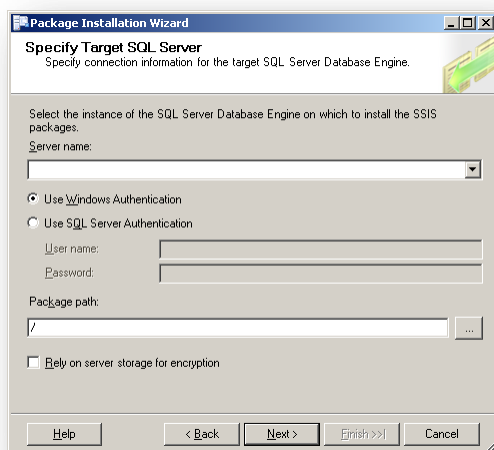 Package Installation Wizard
Specify Target SQL Server
Specify connection information for the target SQL Server Database Engine.
Select the instance of the SQL Server Database Engine on which to install the SSIS
packages.
Server name:
Use Windows Authentication
Use SQL Server Authentication
User name:
Password:
Package path:
/
...
Rely on server storage for encryption
Help
< Back
Next >
Finish >>|
Cancel